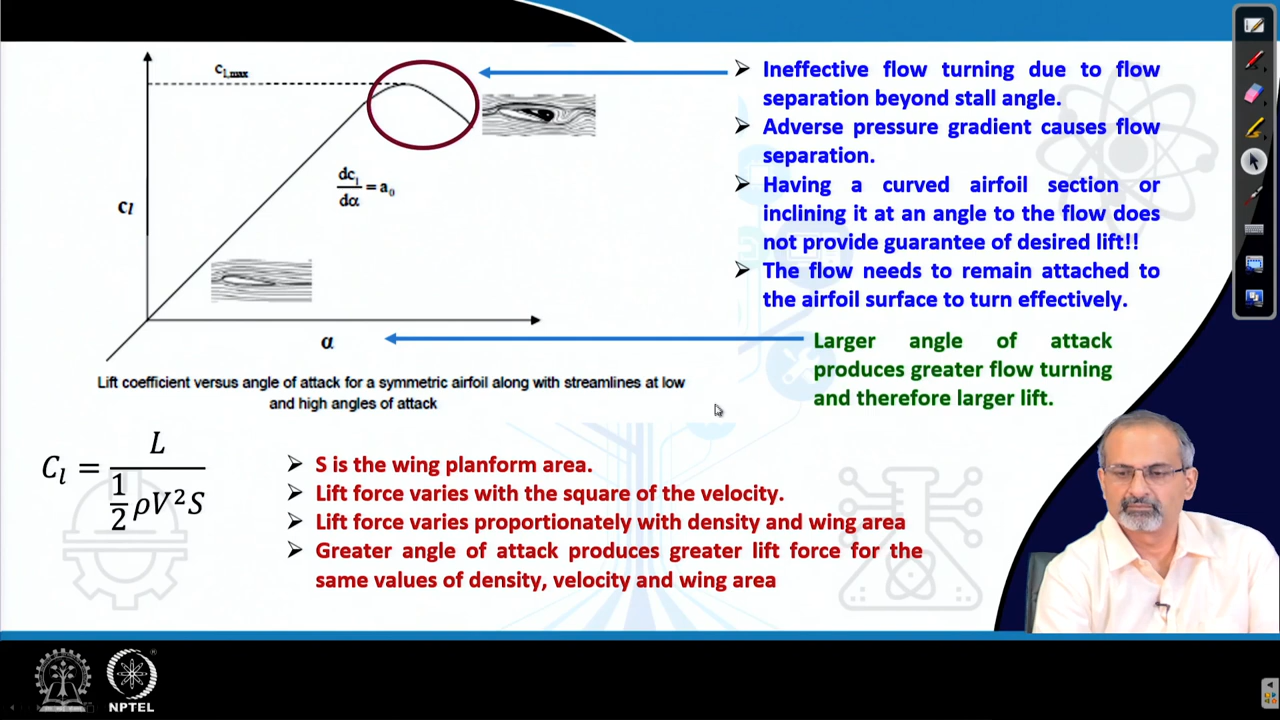 c_l,max
dc_l/dα = a_0
c_l
α
Lift coefficient versus angle of attack for a symmetric airfoil along with streamlines at low
and high angles of attack
➢ Ineffective flow turning due to flow
separation beyond stall angle.
➢ Adverse pressure gradient causes flow
separation.
➢ Having a curved airfoil section or
inclining it at an angle to the flow does
not provide guarantee of desired lift!!
➢ The flow needs to remain attached to
the airfoil surface to turn effectively.
Larger angle of attack
produces greater flow turning
and therefore larger lift.
C_l = L / (1/2 ρV²S)
➢ S is the wing planform area.
➢ Lift force varies with the square of the velocity.
➢ Lift force varies proportionately with density and wing area
➢ Greater angle of attack produces greater lift force for the
same values of density, velocity and wing area
NPTEL